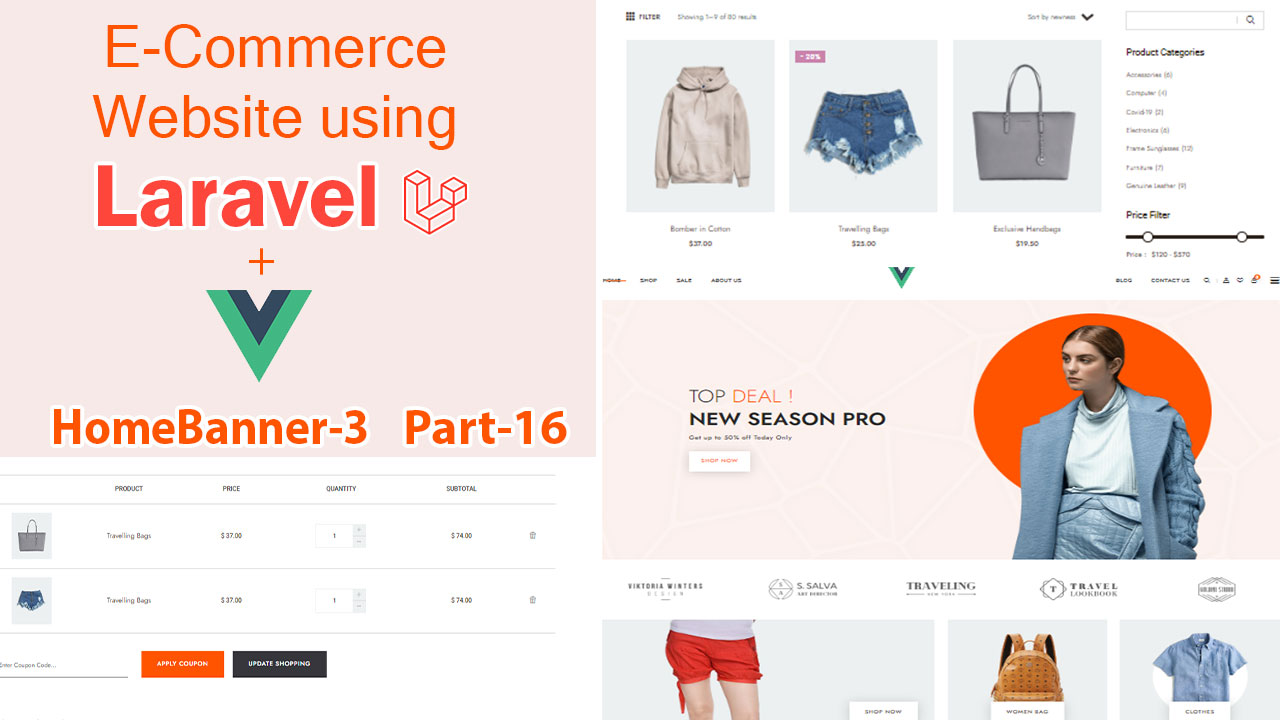 E-Commerce
Website using
Laravel
+
HomeBanner-3 Part-16
PRODUCT PRICE QUANTITY SUBTOTAL
Travelling Bags $ 37.00 1 $ 74.00
Travelling Bags $ 37.00 1 $ 74.00
Enter Coupon Code... APPLY COUPON UPDATE SHOPPING
FILTER Showing 1–9 of 80 results Sort by newness
- 20%
Bomber in Cotton Travelling Bags Exclusive Handbags
$37.00 $25.00 $19.50
Product Categories
Accessories (6)
Computer (4)
Covid-19 (2)
Electronics (6)
Frame Sunglasses (12)
Furniture (7)
Genuine Leather (9)
Price Filter
Price : $120 - $570
HOME SHOP SALE ABOUT US BLOG CONTACT US
TOP DEAL !
NEW SEASON PRO
Get up to 50% off Today Only
SHOP NOW
VIKTORIA WINTERS
DESIGN
S. SALVA
ART DIRECTOR
TRAVELING
NEW YORK
TRAVEL
LOOKBOOK
SHOP NOW WOMEN BAG CLOTHES